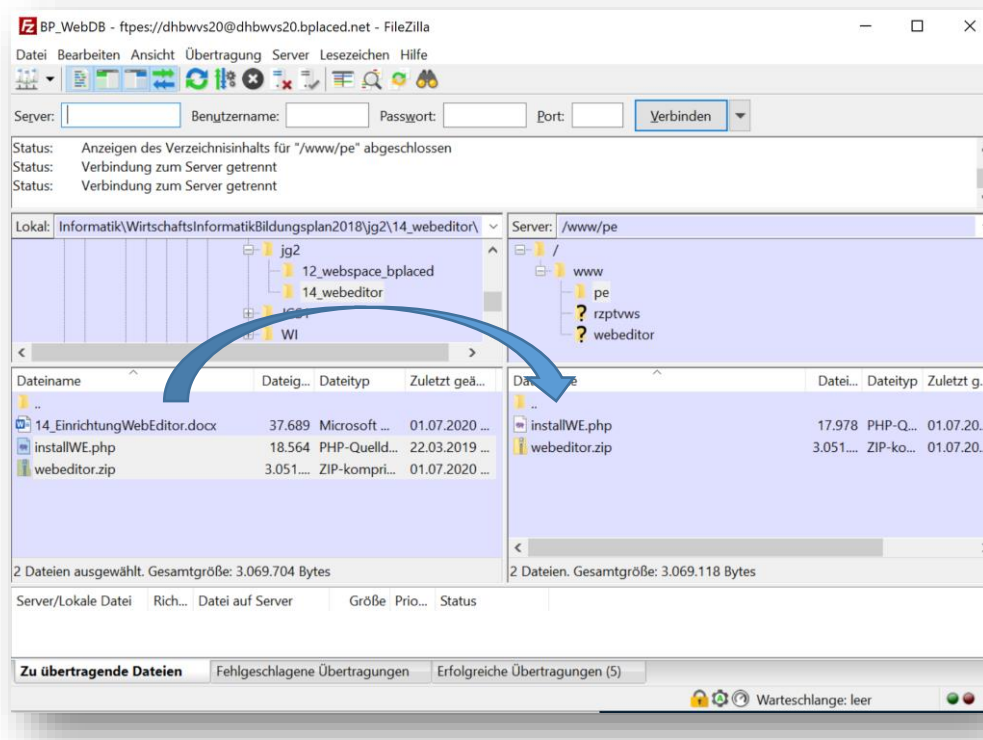 BP_WebDB - ftpes://dhbwvs20@dhbwvs20.bplaced.net - FileZilla
Datei Bearbeiten Ansicht Übertragung Server Lesezeichen Hilfe
Server: Benutzername: Passwort: Port: Verbinden
Status: Anzeigen des Verzeichnisinhalts für "/www/pe" abgeschlossen
Status: Verbindung zum Server getrennt
Status: Verbindung zum Server getrennt
Lokal: Informatik\WirtschaftsInformatikBildungsplan2018\jg2\14_webeditor\ Server: /www/pe
jg2 /
12_webspace_bplaced www
14_webeditor pe
rzptvws
WI webeditor
Dateiname Dateig... Dateityp Zuletzt geä... Datei... Dateityp Zuletzt g..
.. ..
14_EinrichtungWebEditor.docx 37.689 Microsoft ... 01.07.2020 ... installWE.php 17.978 PHP-Q... 01.07.20..
installWE.php 18.564 PHP-Quelld... 22.03.2019 ... webeditor.zip 3.051.... ZIP-ko... 01.07.20..
webeditor.zip 3.051.... ZIP-kompri... 01.07.2020 ...
2 Dateien ausgewählt. Gesamtgröße: 3.069.704 Bytes 2 Dateien. Gesamtgröße: 3.069.118 Bytes
Server/Lokale Datei Rich... Datei auf Server Größe Prio... Status
Zu übertragende Dateien Fehlgeschlagene Übertragungen Erfolgreiche Übertragungen (5)
Warteschlange: leer